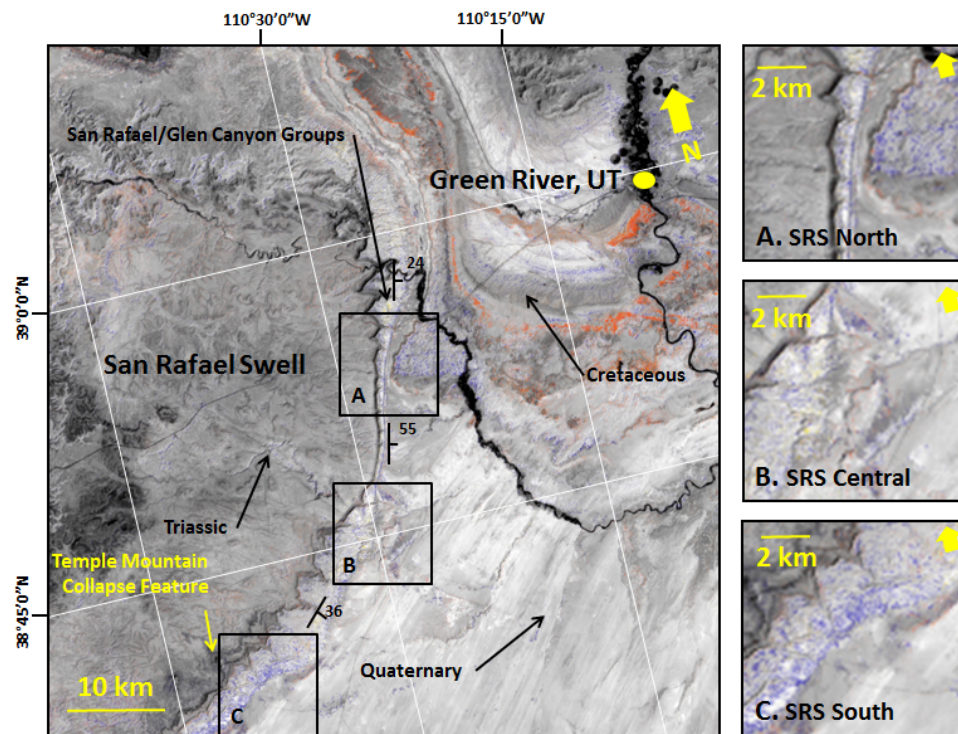 110°30'0"W
110°15'0"W
San Rafael/Glen Canyon Groups
N
Green River, UT
24
39°0'0"N
San Rafael Swell
Cretaceous
A
55
Triassic
Temple Mountain
Collapse Feature
B
38°45'0"N
36
Quaternary
10 km
C
2 km
A. SRS North
2 km
B. SRS Central
2 km
C. SRS South